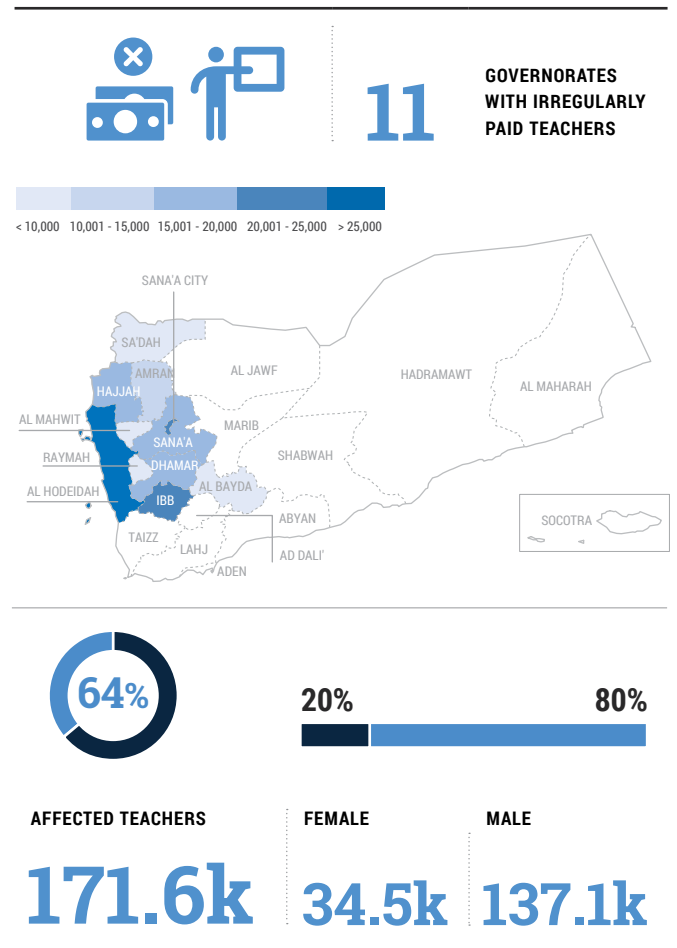 11
GOVERNORATES
WITH IRREGULARLY
PAID TEACHERS
< 10,000 10,001 - 15,000 15,001 - 20,000 20,001 - 25,000 > 25,000
SANA'A CITY
SA'DAH
AMRAN
AL JAWF
HADRAMAWT
AL MAHARAH
HAJJAH
AL MAHWIT
MARIB
SANA'A
RAYMAH
DHAMAR
SHABWAH
AL HODEIDAH
IBB
AL BAYDA
ABYAN
SOCOTRA
TAIZZ
LAHJ
AD DALI'
ADEN
64%
20%
80%
AFFECTED TEACHERS
FEMALE
MALE
171.6k
34.5k
137.1k